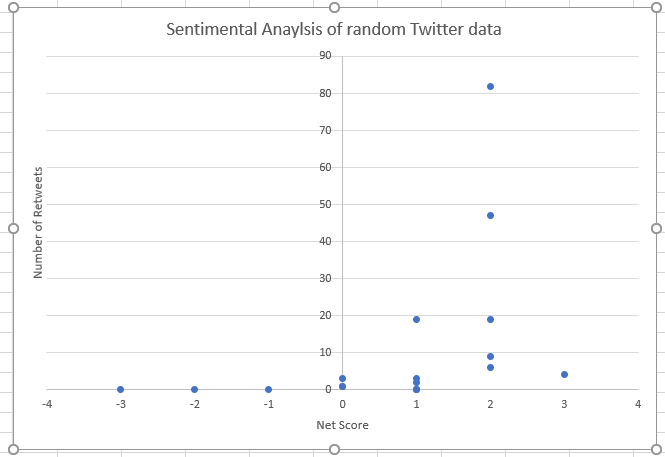 Sentimental Anaylsis of random Twitter data
90
80
70
60
50
40
30
20
10
0
Number of Retweets
-4 -3 -2 -1 0 1 2 3 4
Net Score